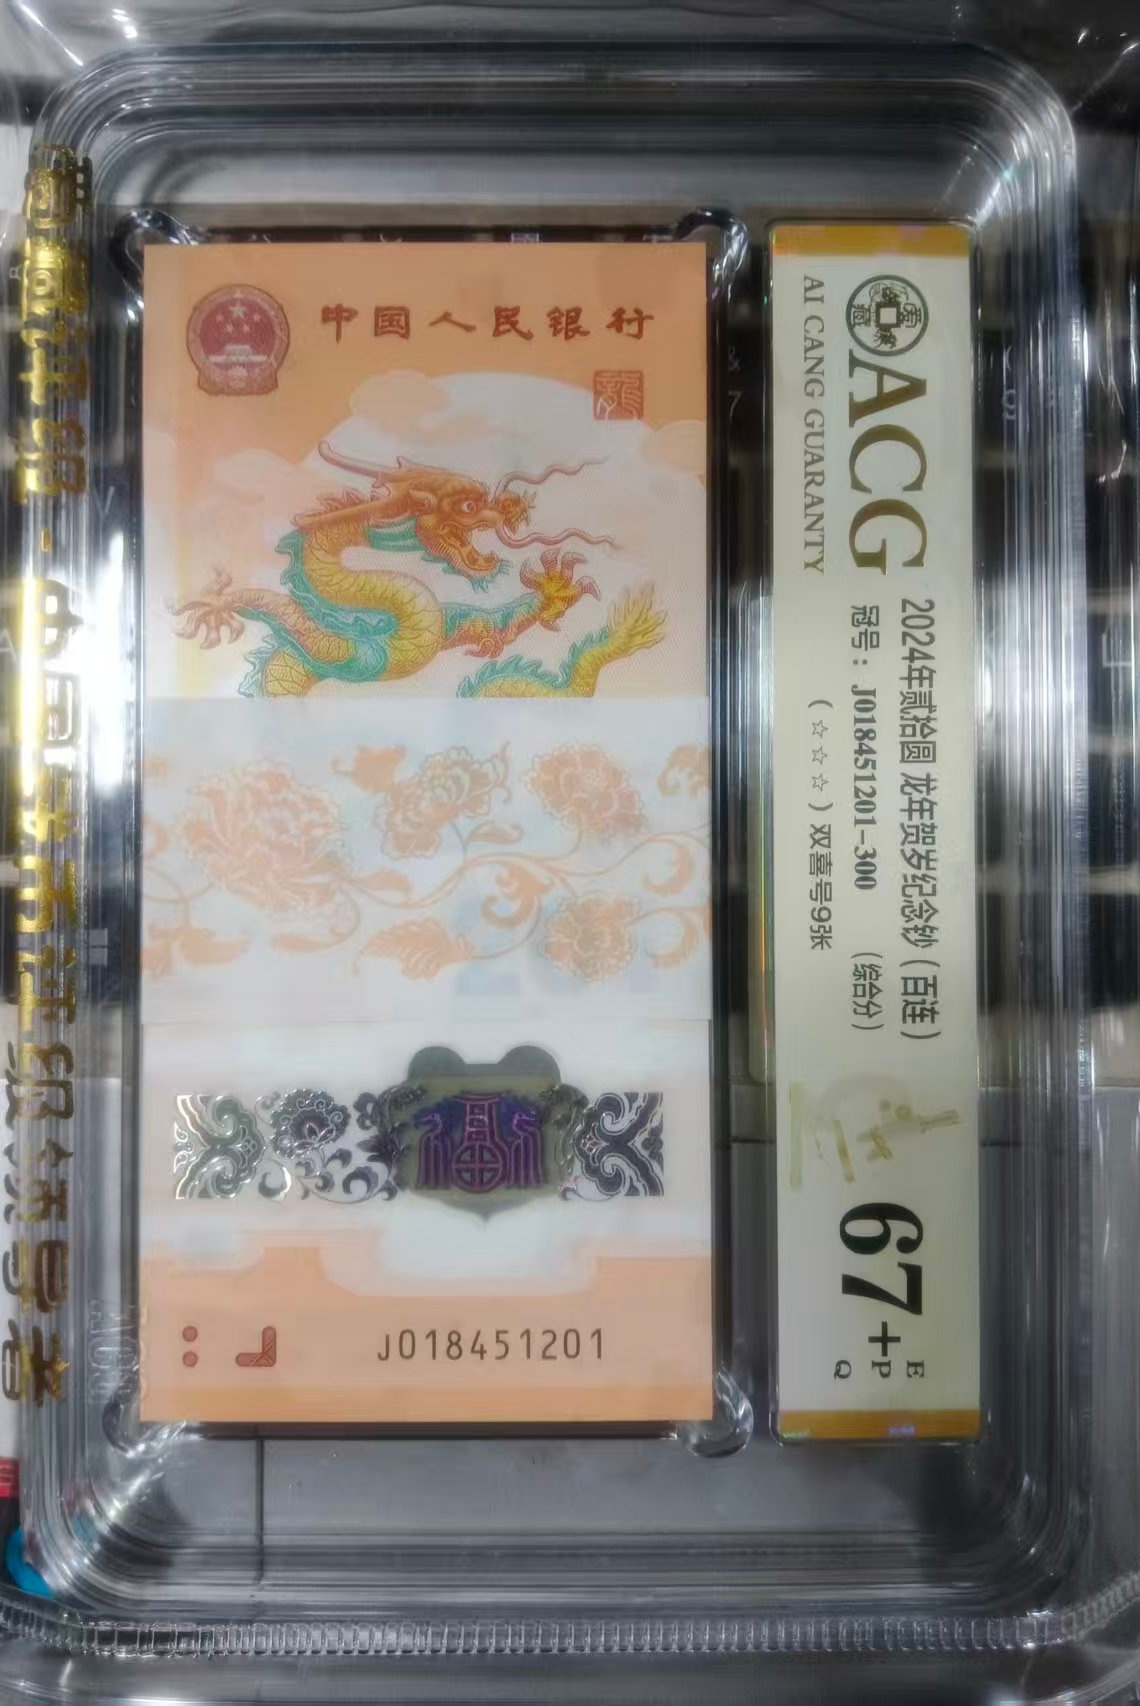 中国人民银行
龍
J018451201
ACG
AI CANG GUARANTY
2024年贰拾圆 龙年贺岁纪念钞（百连）
冠号：J018451201-300 （综合分）
（☆☆☆）双喜号9张
67+
E
P
Q